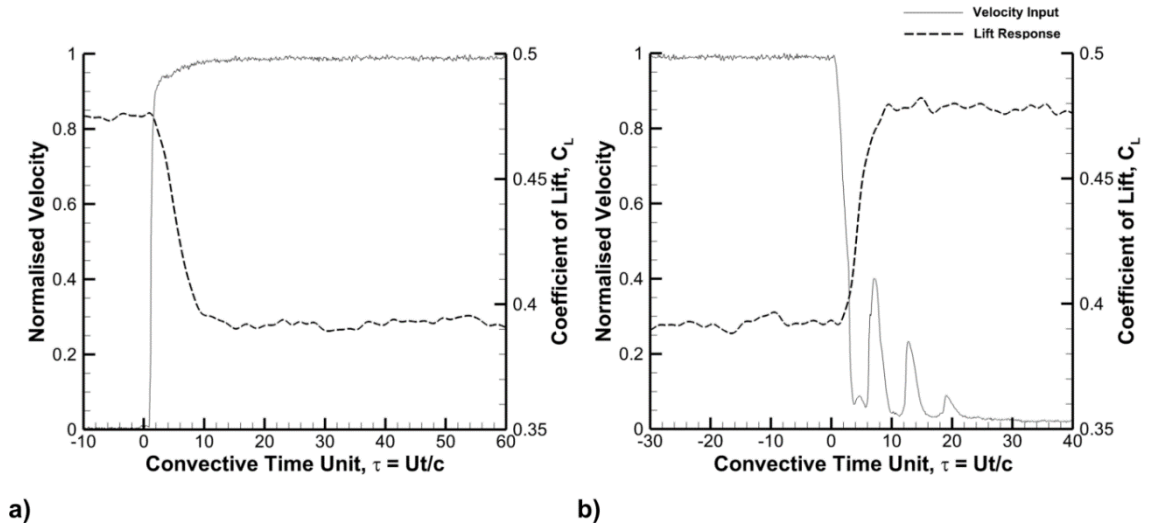 Velocity Input
Lift Response
1
0.8
0.6
0.4
0.2
0
Normalised Velocity
0.5
0.45
0.4
0.35
Coefficient of Lift, C_L
-10 0 10 20 30 40 50 60
Convective Time Unit, τ = Ut/c
a)
1
0.8
0.6
0.4
0.2
0
Normalised Velocity
0.5
0.45
0.4
0.35
Coefficient of Lift, C_L
-30 -20 -10 0 10 20 30 40
Convective Time Unit, τ = Ut/c
b)